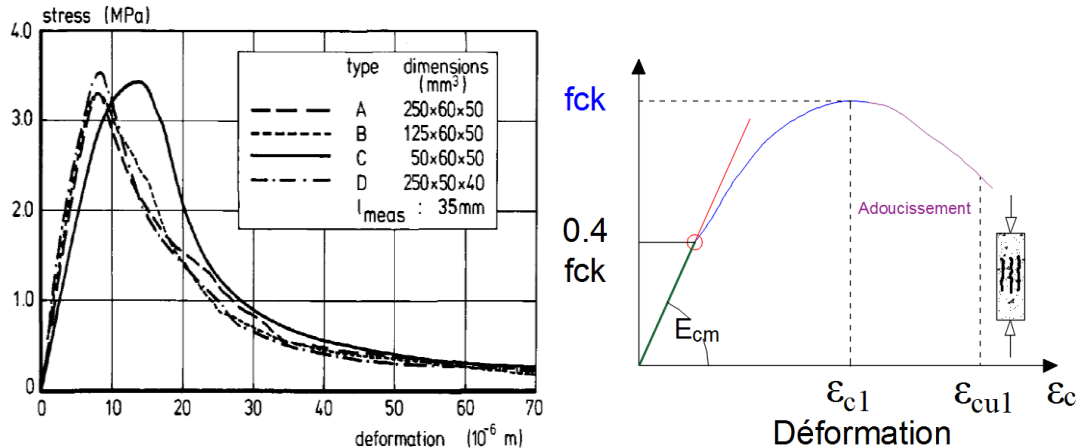 stress (MPa)
4.0
3.0
2.0
1.0
0
0 10 20 30 40 50 60 70
deformation (10⁻⁶ m)
type dimensions
(mm³)
A 250×60×50
B 125×60×50
C 50×60×50
D 250×50×40
lmeas : 35mm
fck
0.4
fck
Ecm
Adoucissement
εc1 εcu1 εc
Déformation